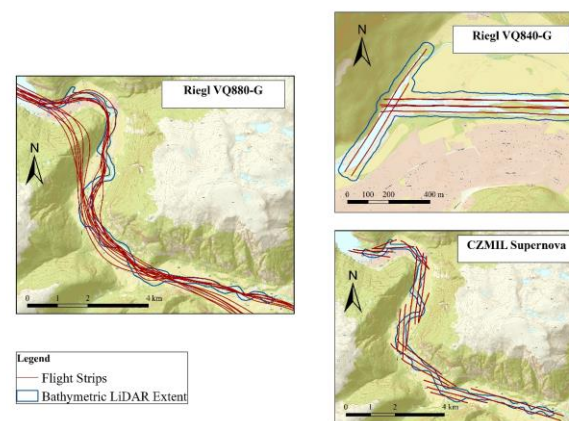 Riegl VQ880-G
N
0 1 2 4 km
Riegl VQ840-G
N
0 100 200 400 m
CZMIL Supernova
N
0 1 2 4 km
Legend
Flight Strips
Bathymetric LiDAR Extent